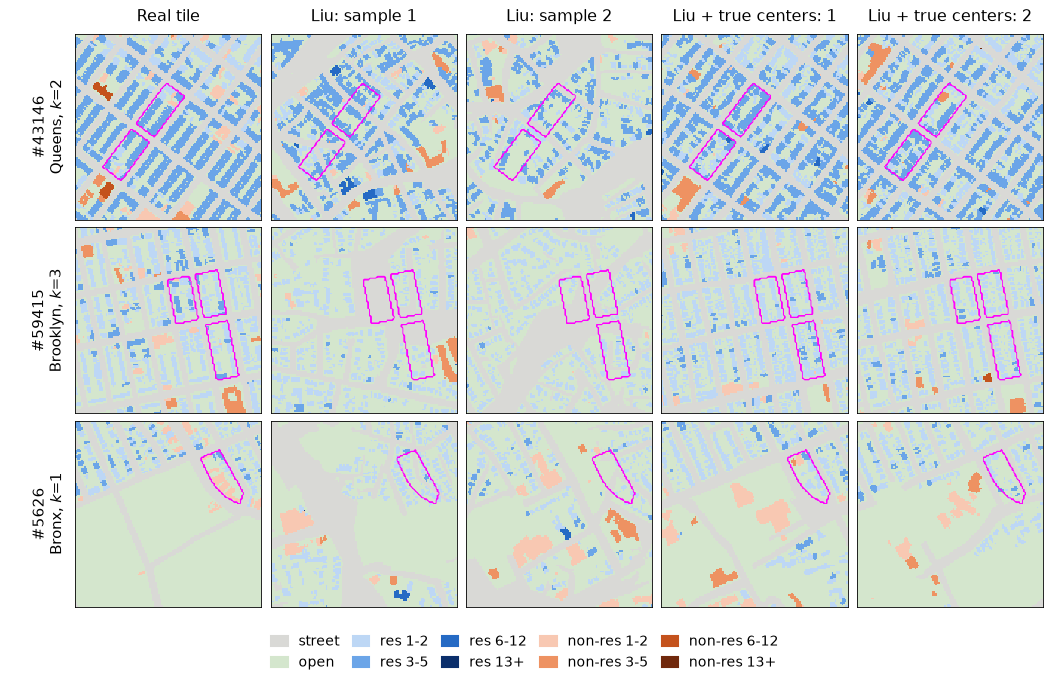 Real tile
Liu: sample 1
Liu: sample 2
Liu + true centers: 1
Liu + true centers: 2
#43146
Queens, k=2
#59415
Brooklyn, k=3
#5626
Bronx, k=1
street
res 1-2
res 6-12
non-res 1-2
non-res 6-12
open
res 3-5
res 13+
non-res 3-5
non-res 13+